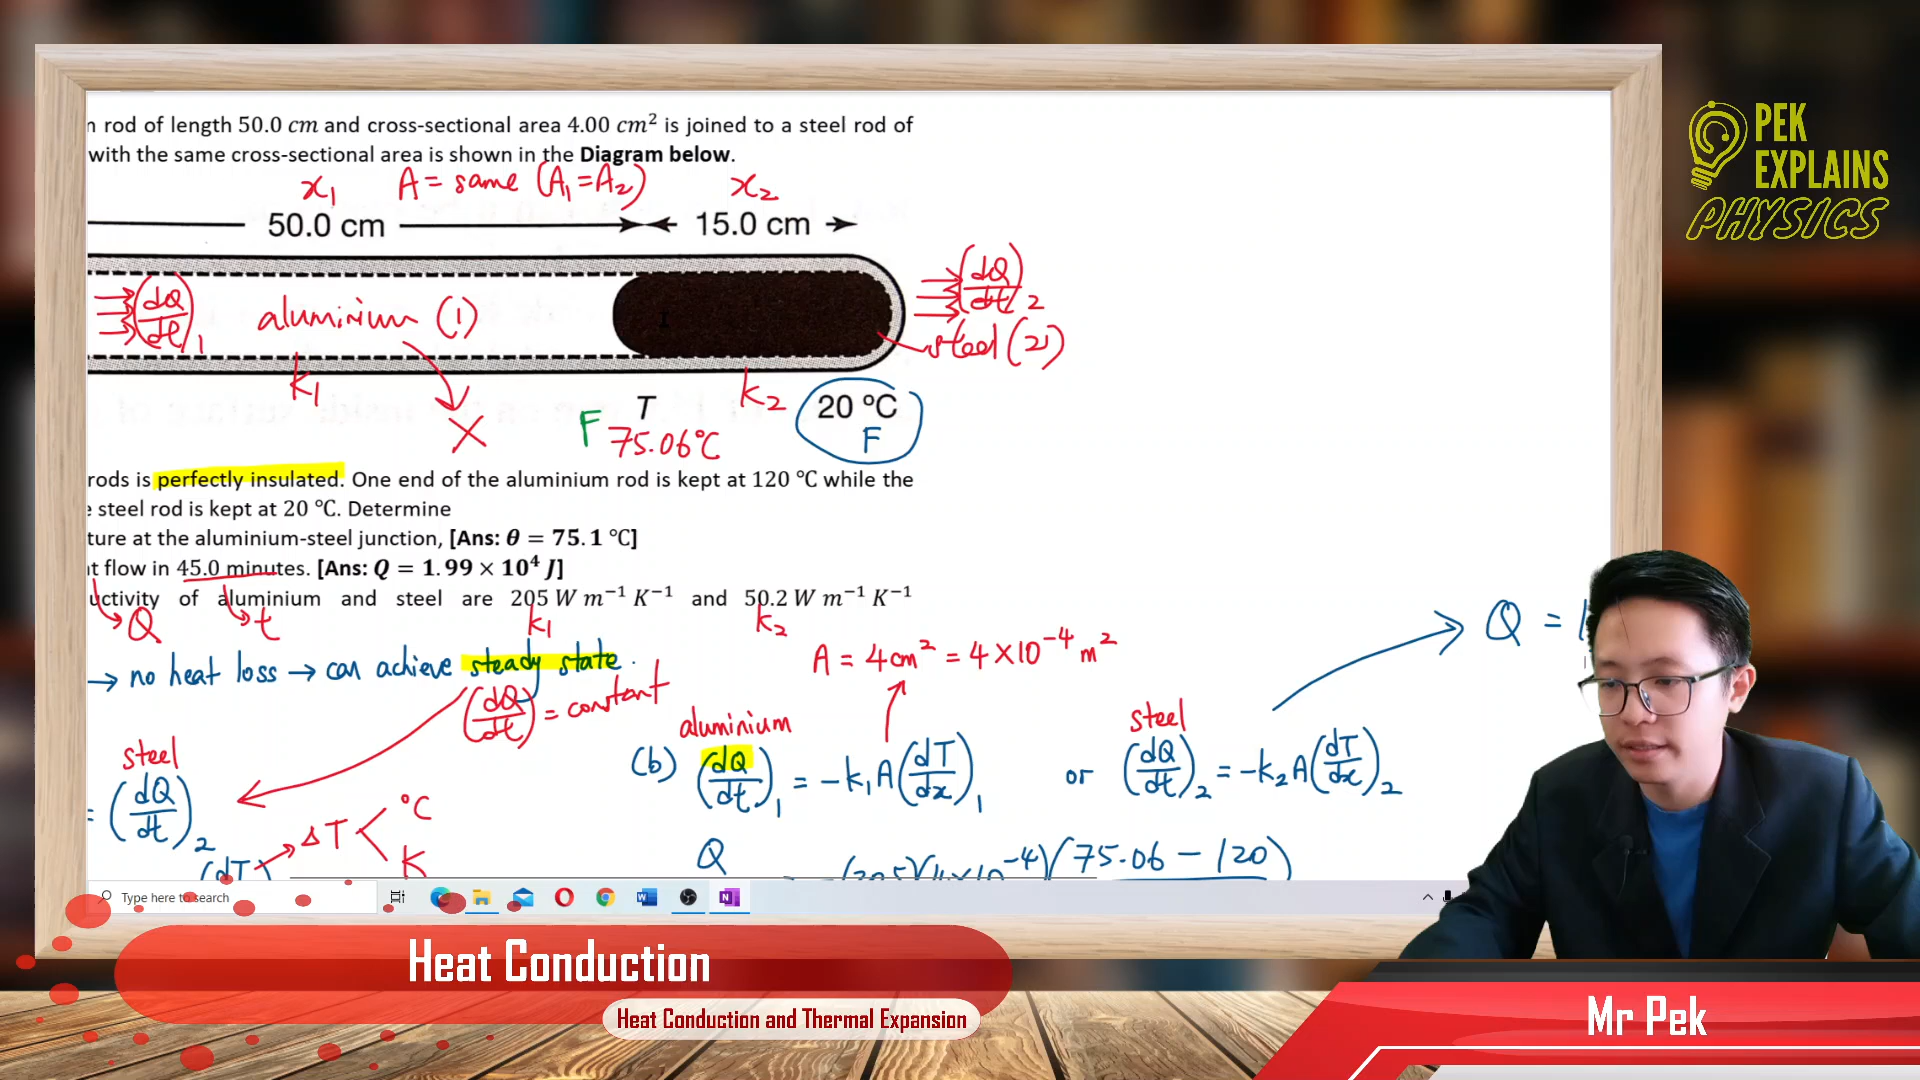 n rod of length 50.0 cm and cross-sectional area 4.00 cm² is joined to a steel rod of
with the same cross-sectional area is shown in the Diagram below.
x₁ A = same (A₁=A₂) x₂
50.0 cm 15.0 cm
(dQ/dt)₁ aluminium (1)
(dQ/dt)₂
steel (2)
k₁ k₂
X
F T 20 °C
75.06°C F
rods is perfectly insulated. One end of the aluminium rod is kept at 120 °C while the
e steel rod is kept at 20 °C. Determine
ture at the aluminium-steel junction, [Ans: θ = 75.1 °C]
t flow in 45.0 minutes. [Ans: Q = 1.99 × 10⁴ J]
uctivity of aluminium and steel are 205 W m⁻¹ K⁻¹ and 50.2 W m⁻¹ K⁻¹
Q t k₁ k₂
→ no heat loss → can achieve steady state.
(dQ/dt) = constant
A = 4cm² = 4×10⁻⁴ m²
Q =
steel
= (dQ/dt)₂
ΔT < °C K
(dT)
aluminium
(b) (dQ/dt)₁ = -k₁A(dT/dx)₁
or
steel
(dQ/dt)₂ = -k₂A(dT/dx)₂
Q (205)(4×10⁻⁴)(75.06 - 120)
Type here to search
PEK
EXPLAINS
PHYSICS
Heat Conduction
Heat Conduction and Thermal Expansion
Mr Pek